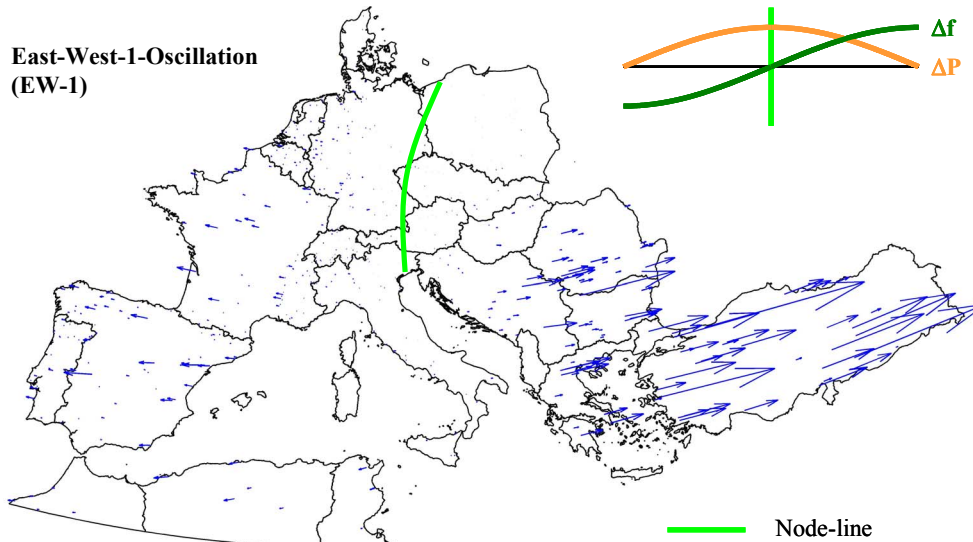 East-West-1-Oscillation
(EW-1)
Δf
ΔP
Node-line